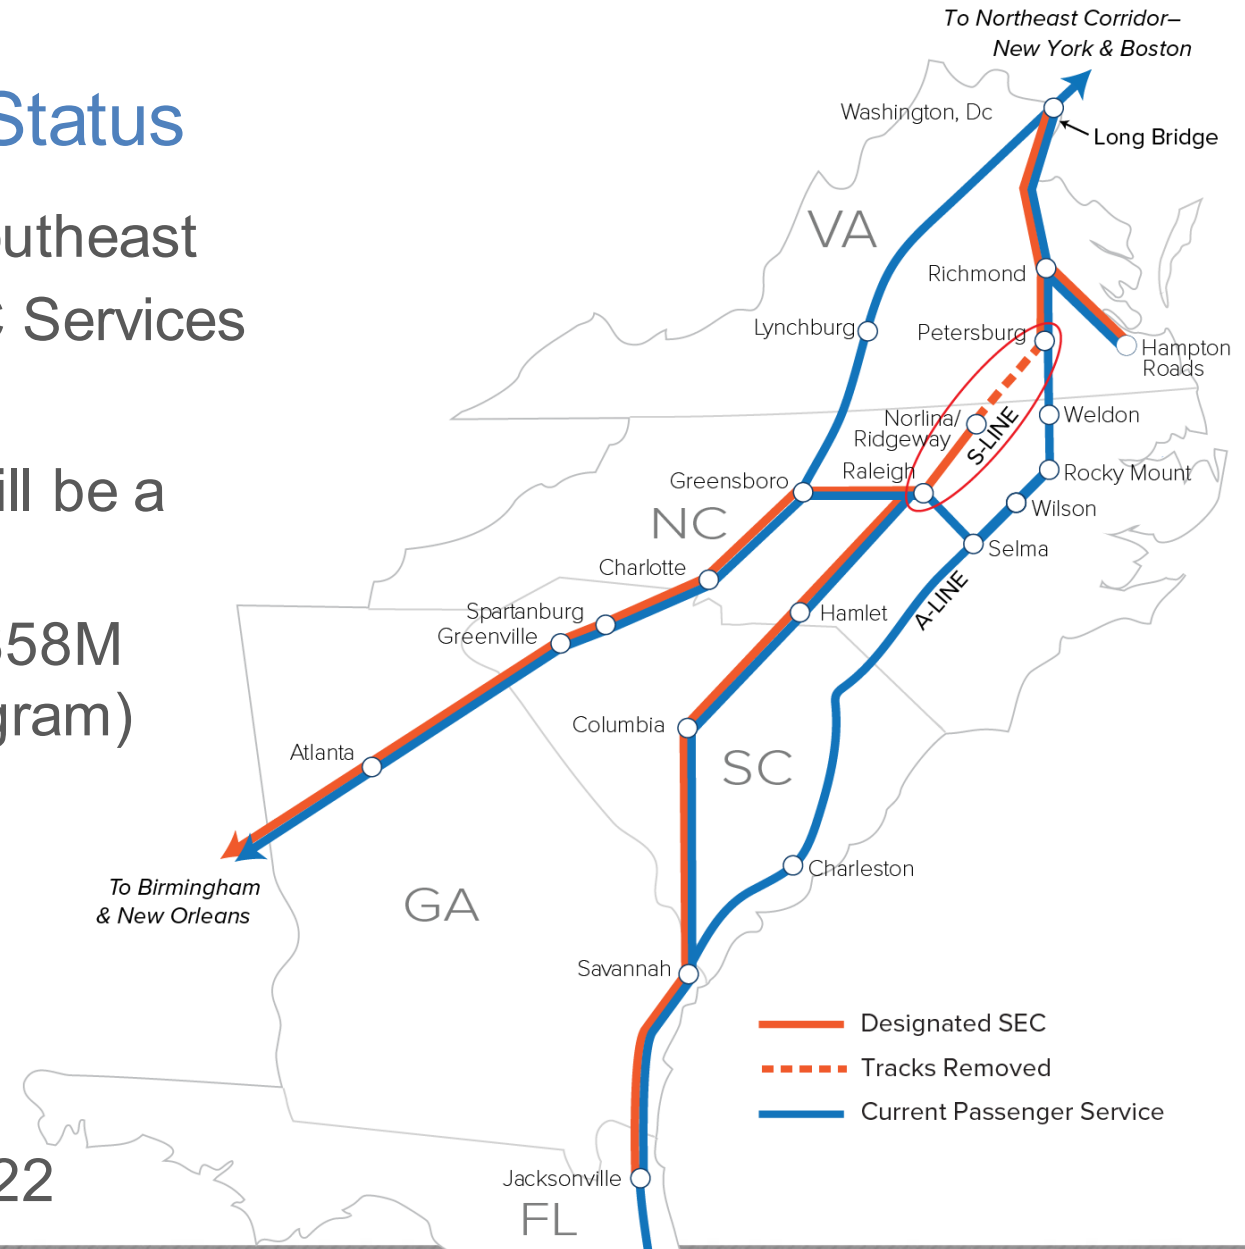 Status
utheast
Services
ill be a
58M
gram)
22
To Northeast Corridor–
New York & Boston
Washington, Dc
Long Bridge
VA
Richmond
Lynchburg
Petersburg
Hampton
Roads
Norlina/
Ridgeway
S-LINE
Weldon
Raleigh
Greensboro
Rocky Mount
NC
Wilson
Selma
Charlotte
A-LINE
Spartanburg
Greenville
Hamlet
Columbia
Atlanta
SC
To Birmingham
& New Orleans
Charleston
GA
Savannah
Designated SEC
Tracks Removed
Current Passenger Service
Jacksonville
FL